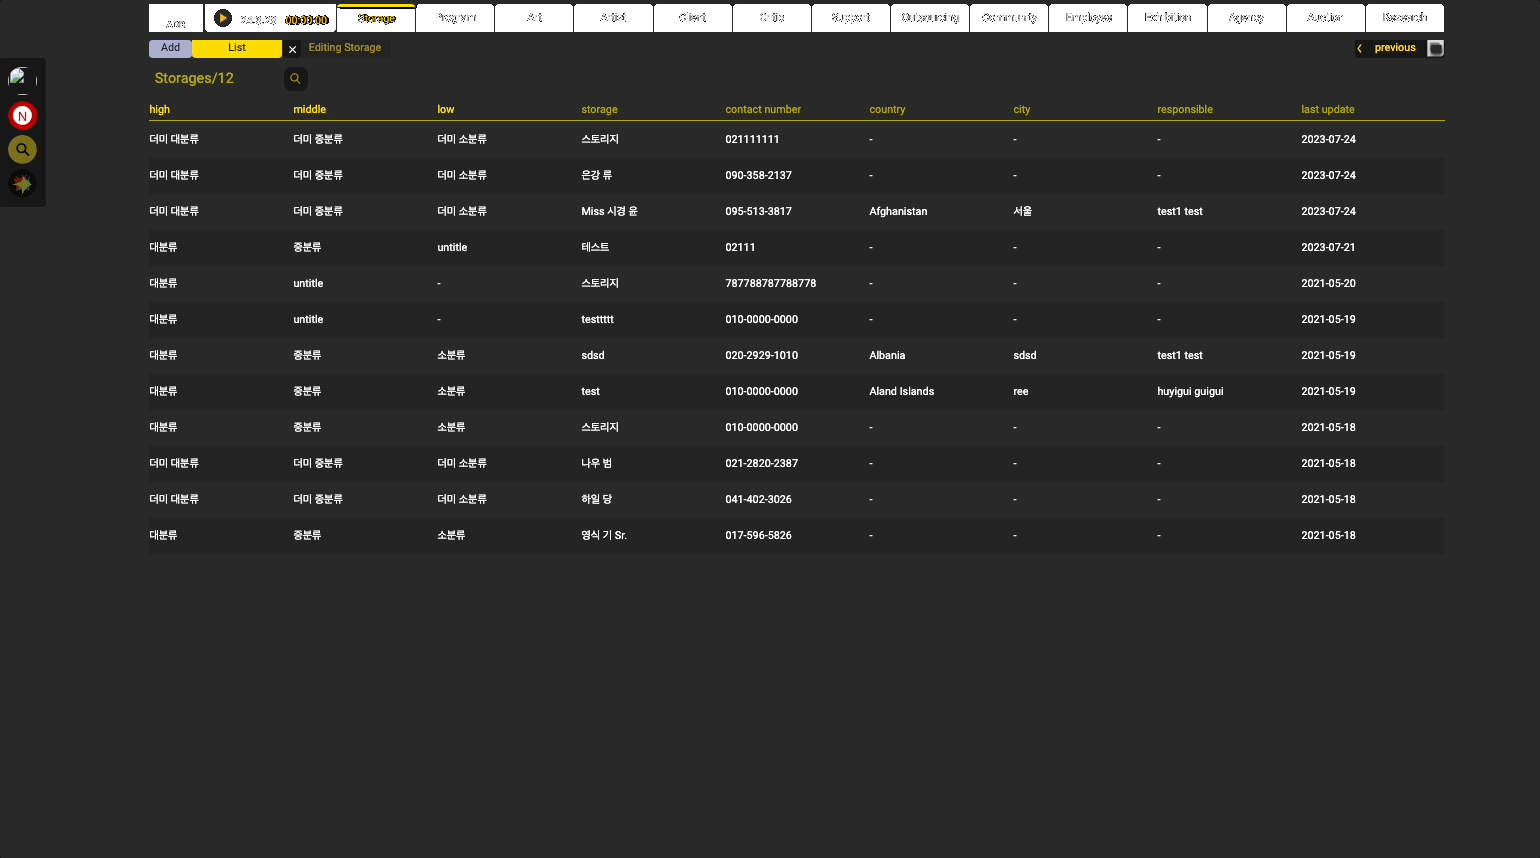 00:00:00 Storage Program Art Artist Client Critic Support Outsourcing Community Employee Exhibition Agency Auction Research
Add List × Editing Storage < previous
Storages/12
N
high middle low storage contact number country city responsible last update
더미 대분류 더미 중분류 더미 소분류 스토리지 021111111 - - - 2023-07-24
더미 대분류 더미 중분류 더미 소분류 은강 류 090-358-2137 - - - 2023-07-24
더미 대분류 더미 중분류 더미 소분류 Miss 시경 윤 095-513-3817 Afghanistan 서울 test1 test 2023-07-24
대분류 중분류 untitle 테스트 02111 - - - 2023-07-21
대분류 untitle - 스토리지 787788787788778 - - - 2021-05-20
대분류 untitle - testtttt 010-0000-0000 - - - 2021-05-19
대분류 중분류 소분류 sdsd 020-2929-1010 Albania sdsd test1 test 2021-05-19
대분류 중분류 소분류 test 010-0000-0000 Aland Islands ree huyigui guigui 2021-05-19
대분류 중분류 소분류 스토리지 010-0000-0000 - - - 2021-05-18
더미 대분류 더미 중분류 더미 소분류 나우 범 021-2820-2387 - - - 2021-05-18
더미 대분류 더미 중분류 더미 소분류 하일 당 041-402-3026 - - - 2021-05-18
대분류 중분류 소분류 영식 기 Sr. 017-596-5826 - - - 2021-05-18